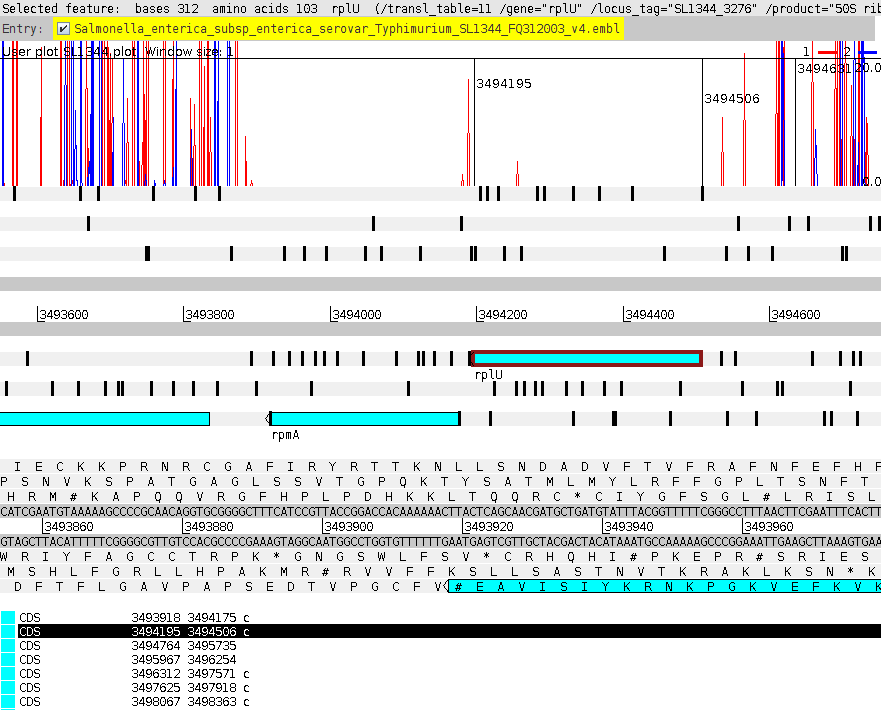 Selected feature: bases 312 amino acids 103 rplU (/transl_table=11 /gene="rplU" /locus_tag="SL1344_3276" /product="50S rib
Entry: Salmonella_enterica_subsp_enterica_serovar_Typhimurium_SL1344_FQ312003_v4.embl
User plot SL1344.plot Window size: 1 1 2
3494631 20.0
3494195
3494506
0.0
3493600 3493800 3494000 3494200 3494400 3494600
rplU
rpmA
I E C K K P R N R C G A F I R Y R T T K N L L S N D A D V F T V F R A F N F E F H F
P S N V K S P A T G A G L S V T G P Q K T Y S A T M L M Y L R F F G P L T S N F T
H R M # K A P Q Q V R G F H P L P D H K K L T Q Q R C * C I Y G F S G L # L R I S L
CATCGAATGTAAAAAGCCCCGCAACAGGTGCGGGGCTTTCATCCGTTACCGGACCACAAAAAACTTACTCAGCAACGATGCTGATGTATTTACGGTTTTTCGGGCCTTTAACTTCGAATTTCACTT
3493860 3493880 3493900 3493920 3493940 3493960
GTAGCTTACATTTTTCGGGGCGTTGTCCACGCCCCGAAAGTAGGCAATGGCCTGGTGTTTTTTGAATGAGTCGTTGCTACGACTACATAAATGCCAAAAAGCCCGGAAATTGAAGCTTAAAGTGAA
W R I Y F A G C C T R P K * G N G S W L F S V * C R H Q H I # P K E P R # S R I E S
M S H L F G R L L H P A K M R # R V V F F K S L L S A S T N V T K R A K L K S N * K
D F T F L G A V P A P S E D T V P G C F V # E A V I S I Y K R N K P G K V E F K V K
CDS 3493918 3494175 c
CDS 3494195 3494506 c
CDS 3494764 3495735
CDS 3495967 3496254
CDS 3496312 3497571 c
CDS 3497625 3497918 c
CDS 3498067 3498363 c